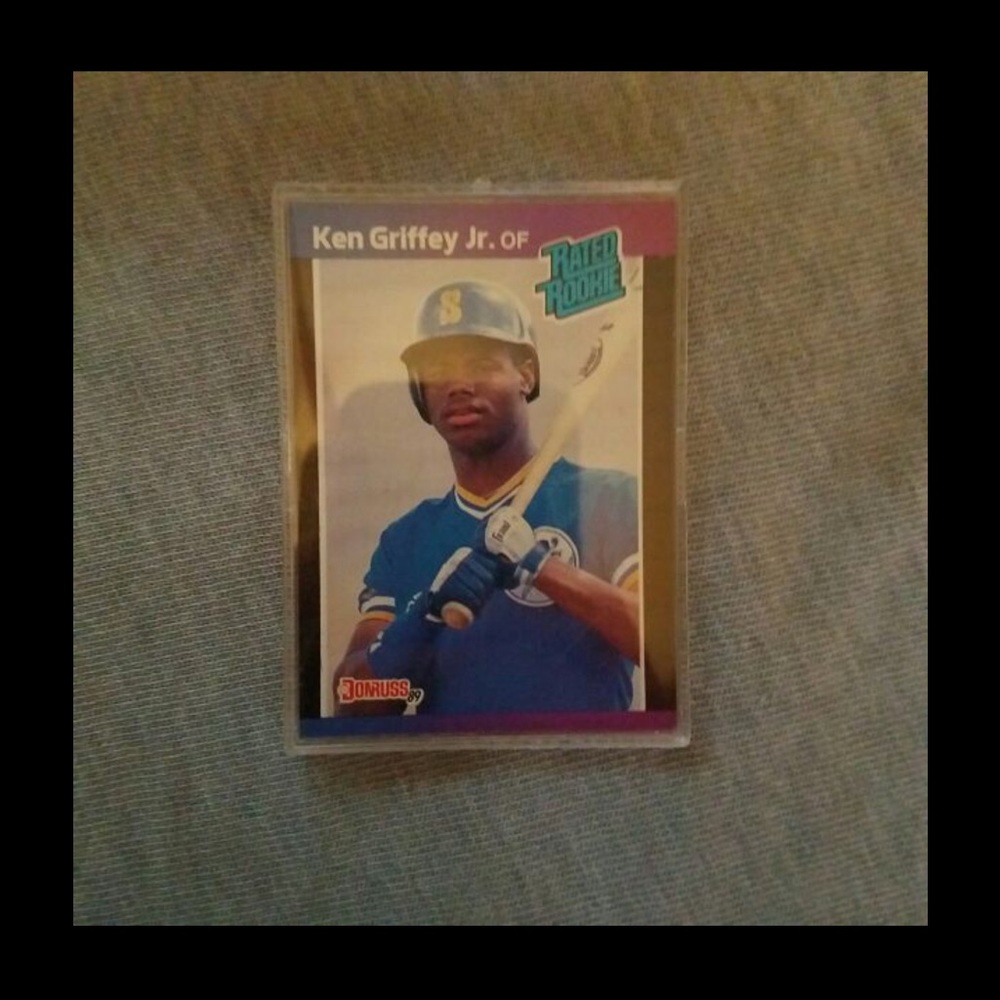 Ken Griffey Jr. OF
RATED
ROOKIE
S
DONRUSS 89